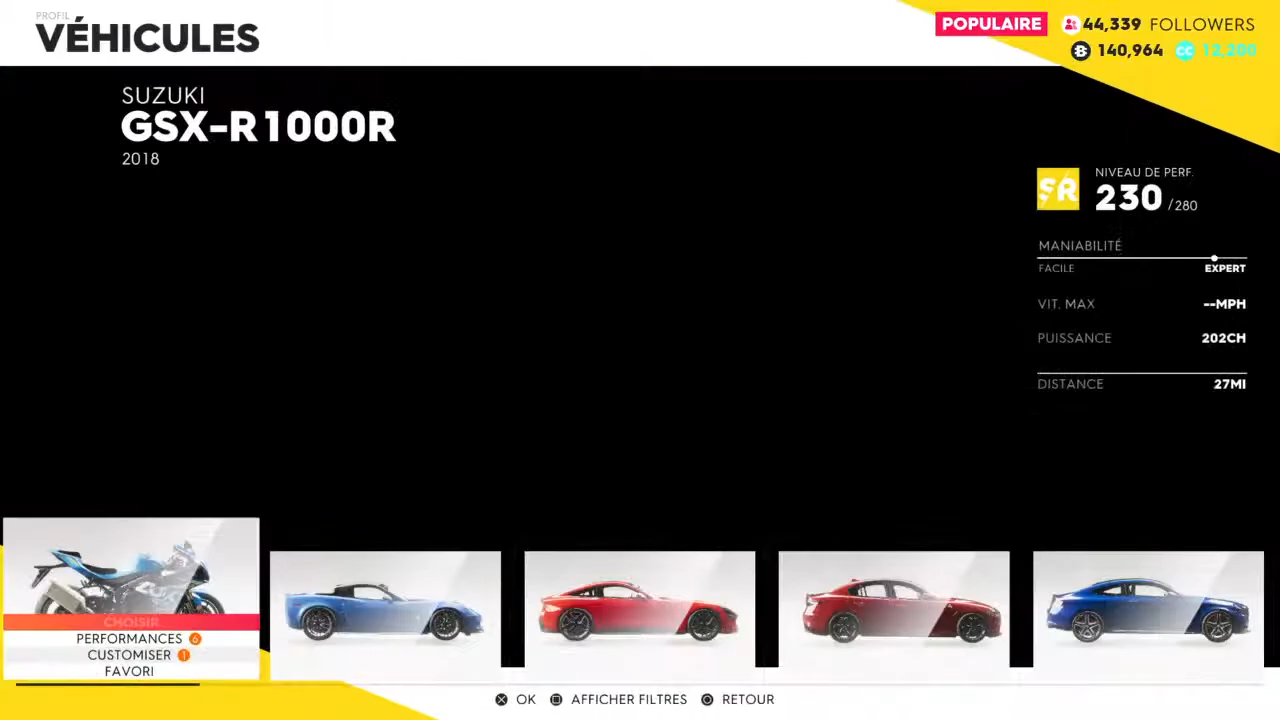 PROFIL
VÉHICULES
POPULAIRE 44,339 FOLLOWERS
140,964 CC 12,200
SUZUKI
GSX-R1000R
2018
SR
NIVEAU DE PERF.
230 /280
MANIABILITÉ
FACILE EXPERT
VIT. MAX --MPH
PUISSANCE 202CH
DISTANCE 27MI
CHOISIR
PERFORMANCES 6
CUSTOMISER 1
FAVORI
OK AFFICHER FILTRES RETOUR